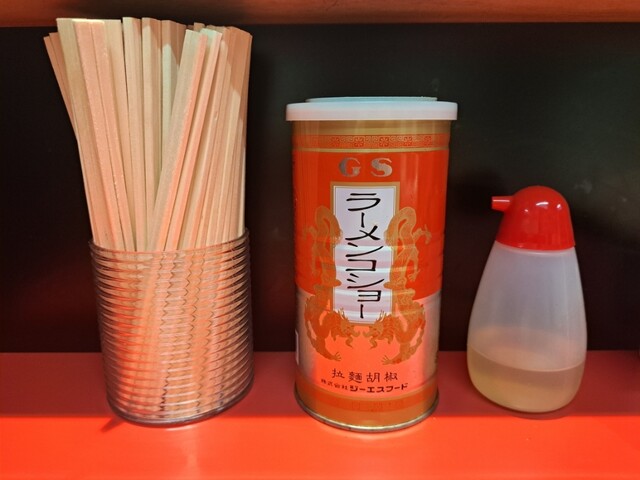 GS
ラーメンコショー
拉麺胡椒
株式会社 ジーエスフード